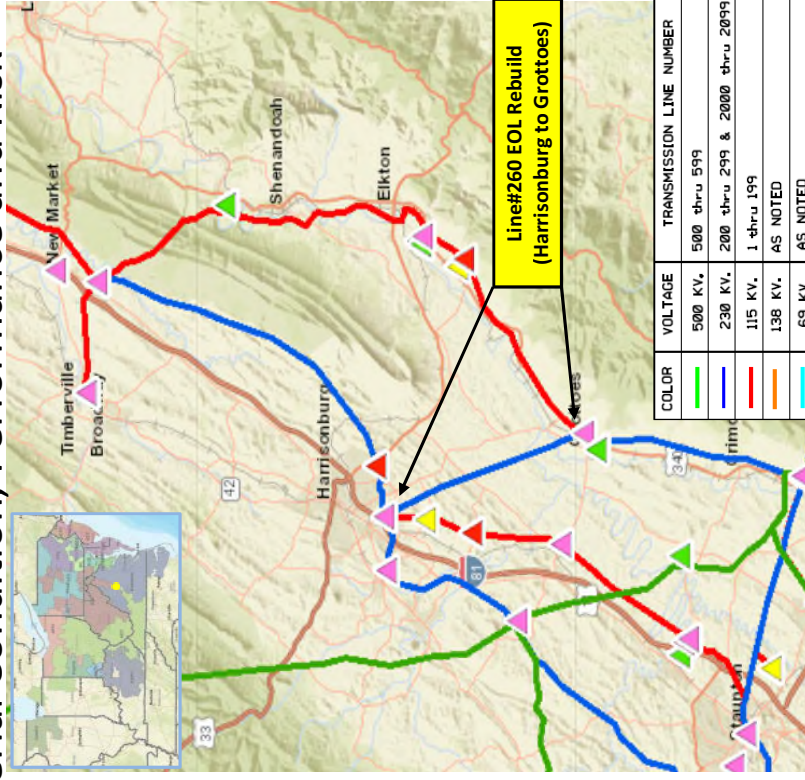 New Market
Timberville
Shenandoah
Elkton
Harrisonburg
42
81
33
340
Line#260 EOL Rebuild
(Harrisonburg to Grottoes)
COLOR VOLTAGE TRANSMISSION LINE NUMBER
500 KV. 500 thru 599
230 KV. 200 thru 299 & 2000 thru 2099
115 KV. 1 thru 199
138 KV. AS NOTED
69 KV. AS NOTED